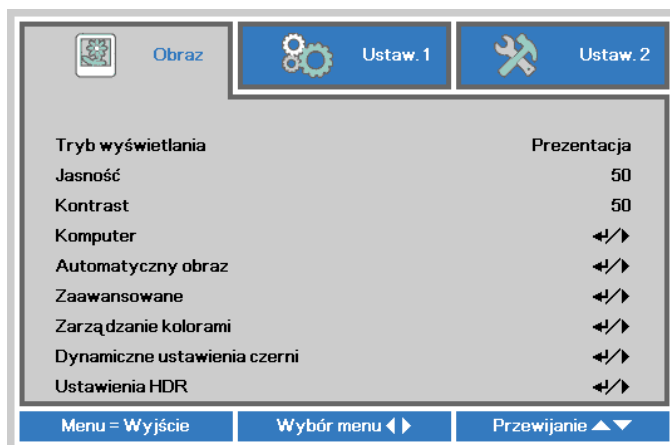 Obraz
Ustaw. 1
Ustaw. 2
Tryb wyświetlania Prezentacja
Jasność 50
Kontrast 50
Komputer ↵/▶
Automatyczny obraz ↵/▶
Zaawansowane ↵/▶
Zarządzanie kolorami ↵/▶
Dynamiczne ustawienia czerni ↵/▶
Ustawienia HDR ↵/▶
Menu = Wyjście Wybór menu ◀▶ Przewijanie ▲▼